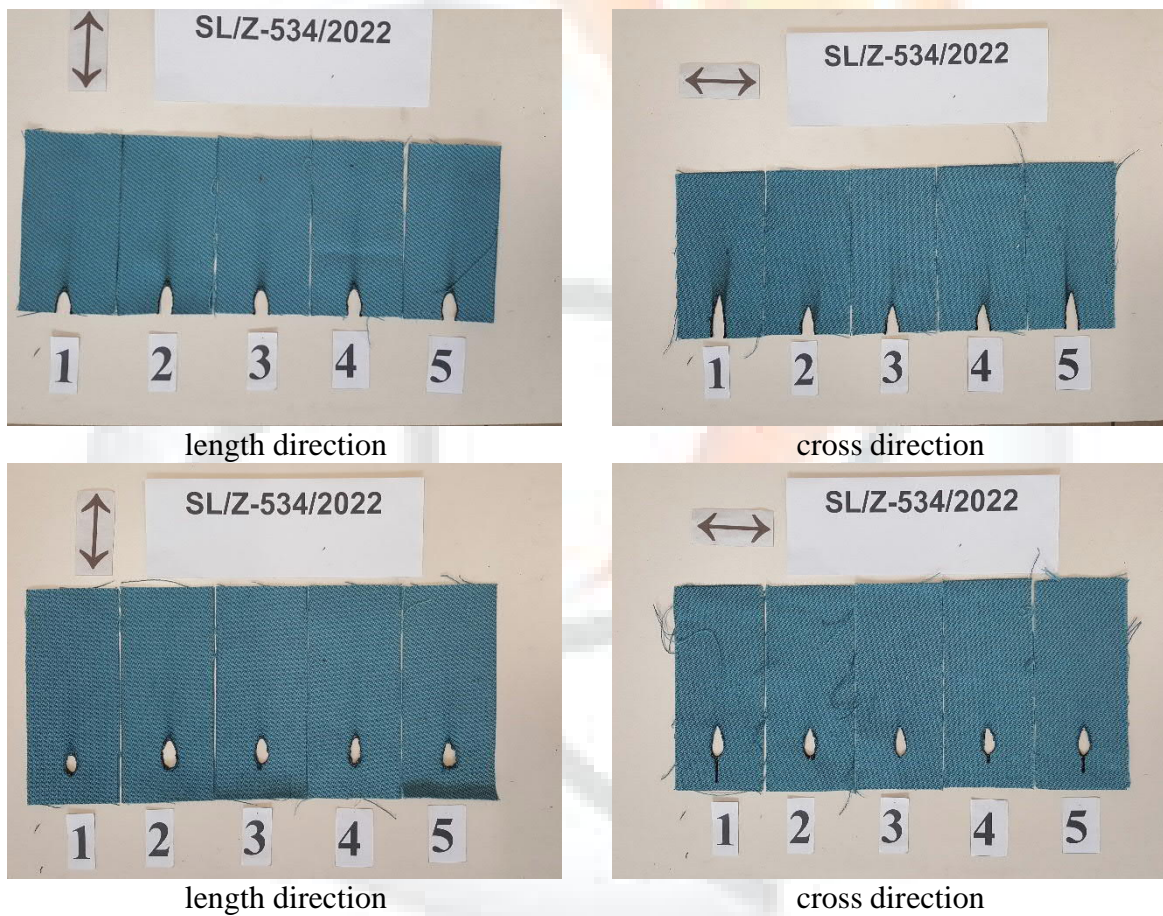 SL/Z-534/2022
1 2 3 4 5
length direction
SL/Z-534/2022
1 2 3 4 5
cross direction
SL/Z-534/2022
1 2 3 4 5
length direction
SL/Z-534/2022
1 2 3 4 5
cross direction